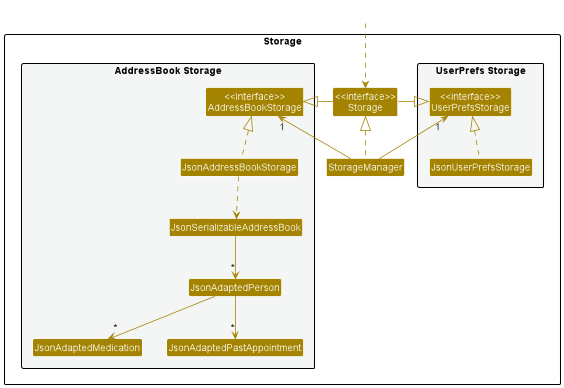 Storage
AddressBook Storage
UserPrefs Storage
<<interface>>
AddressBookStorage
<<interface>>
Storage
<<interface>>
UserPrefsStorage
1
1
JsonAddressBookStorage
StorageManager
JsonUserPrefsStorage
JsonSerializableAddressBook
*
JsonAdaptedPerson
*
*
JsonAdaptedMedication
JsonAdaptedPastAppointment